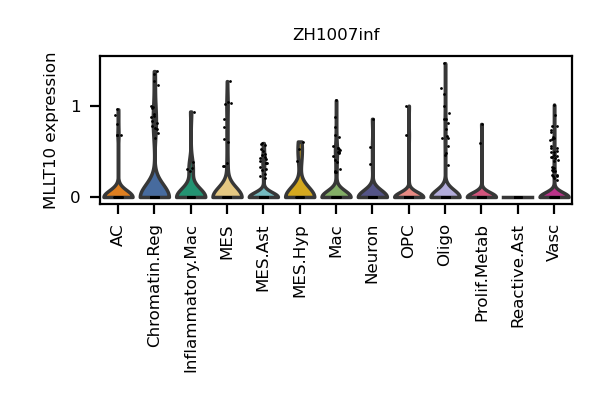 ZH1007inf
MLLT10 expression
1
0
AC
Chromatin.Reg
Inflammatory.Mac
MES
MES.Ast
MES.Hyp
Mac
Neuron
OPC
Oligo
Prolif.Metab
Reactive.Ast
Vasc